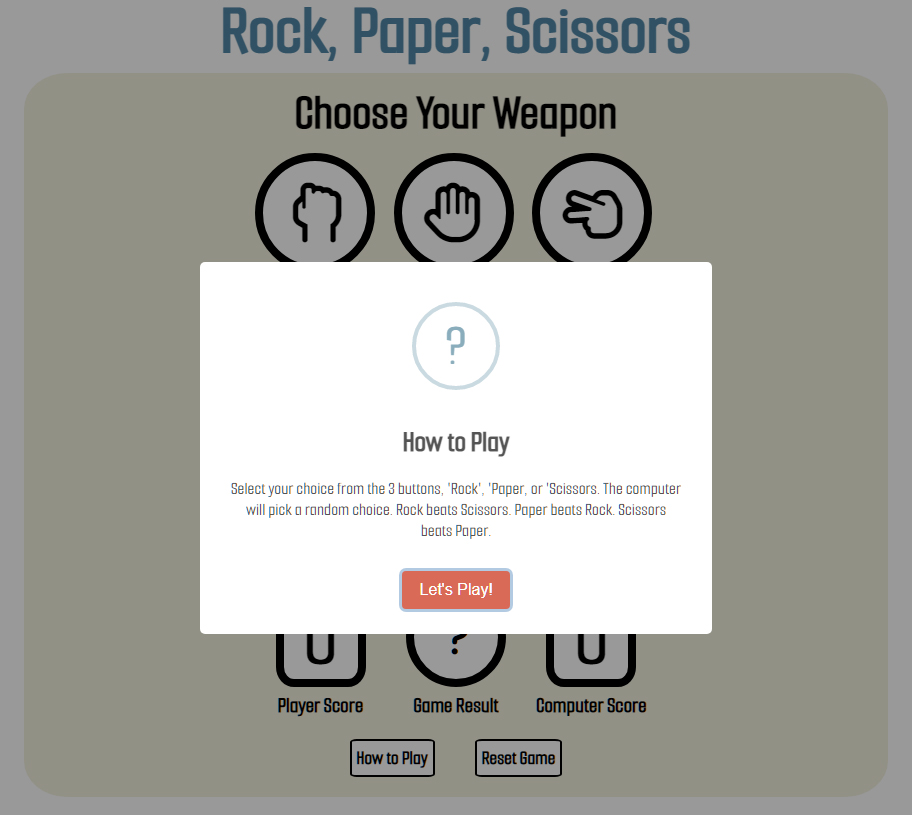 Rock, Paper, Scissors
Choose Your Weapon
?
How to Play
Select your choice from the 3 buttons, 'Rock', 'Paper, or 'Scissors. The computer
will pick a random choice. Rock beats Scissors. Paper beats Rock. Scissors
beats Paper.
Let's Play!
0 ? 0
Player Score Game Result Computer Score
How to Play Reset Game